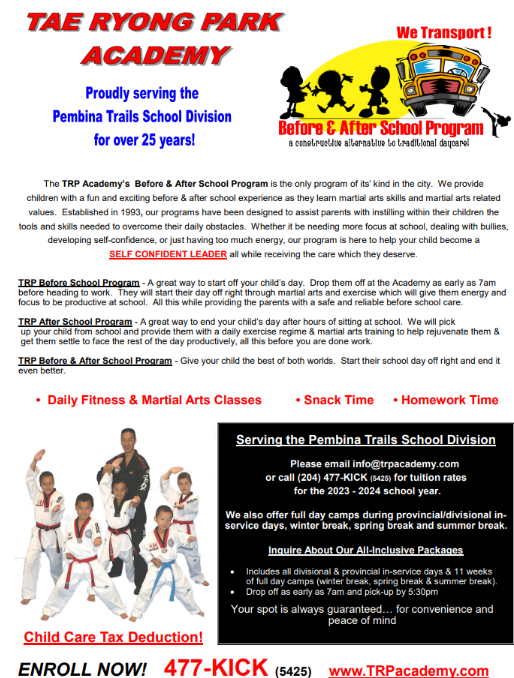 TAE RYONG PARK
ACADEMY
Proudly serving the
Pembina Trails School Division
for over 25 years!
We Transport !
Before & After School Program
a constructive alternative to traditional daycare!
The TRP Academy's Before & After School Program is the only program of its' kind in the city. We provide
children with a fun and exciting before & after school experience as they learn martial arts skills and martial arts related
values. Established in 1993, our programs have been designed to assist parents with instilling within their children the
tools and skills needed to overcome their daily obstacles. Whether it be needing more focus at school, dealing with bullies,
developing self-confidence, or just having too much energy, our program is here to help your child become a
SELF CONFIDENT LEADER all while receiving the care which they deserve.
TRP Before School Program - A great way to start off your child's day. Drop them off at the Academy as early as 7am
before heading to work. They will start their day off right through martial arts and exercise which will give them energy and
focus to be productive at school. All this while providing the parents with a safe and reliable before school care.
TRP After School Program - A great way to end your child's day after hours of sitting at school. We will pick
up your child from school and provide them with a daily exercise regime & martial arts training to help rejuvenate them &
get them settle to face the rest of the day productively, all this before you are done work.
TRP Before & After School Program - Give your child the best of both worlds. Start their school day off right and end it
even better.
• Daily Fitness & Martial Arts Classes • Snack Time • Homework Time
Serving the Pembina Trails School Division
Please email info@trpacademy.com
or call (204) 477-KICK (5425) for tuition rates
for the 2023 - 2024 school year.
We also offer full day camps during provincial/divisional in-
service days, winter break, spring break and summer break.
Inquire About Our All-Inclusive Packages
• Includes all divisional & provincial in-service days & 11 weeks
of full day camps (winter break, spring break & summer break).
• Drop off as early as 7am and pick-up by 5:30pm
Your spot is always guaranteed… for convenience and
peace of mind
Child Care Tax Deduction!
ENROLL NOW! 477-KICK (5425) www.TRPacademy.com